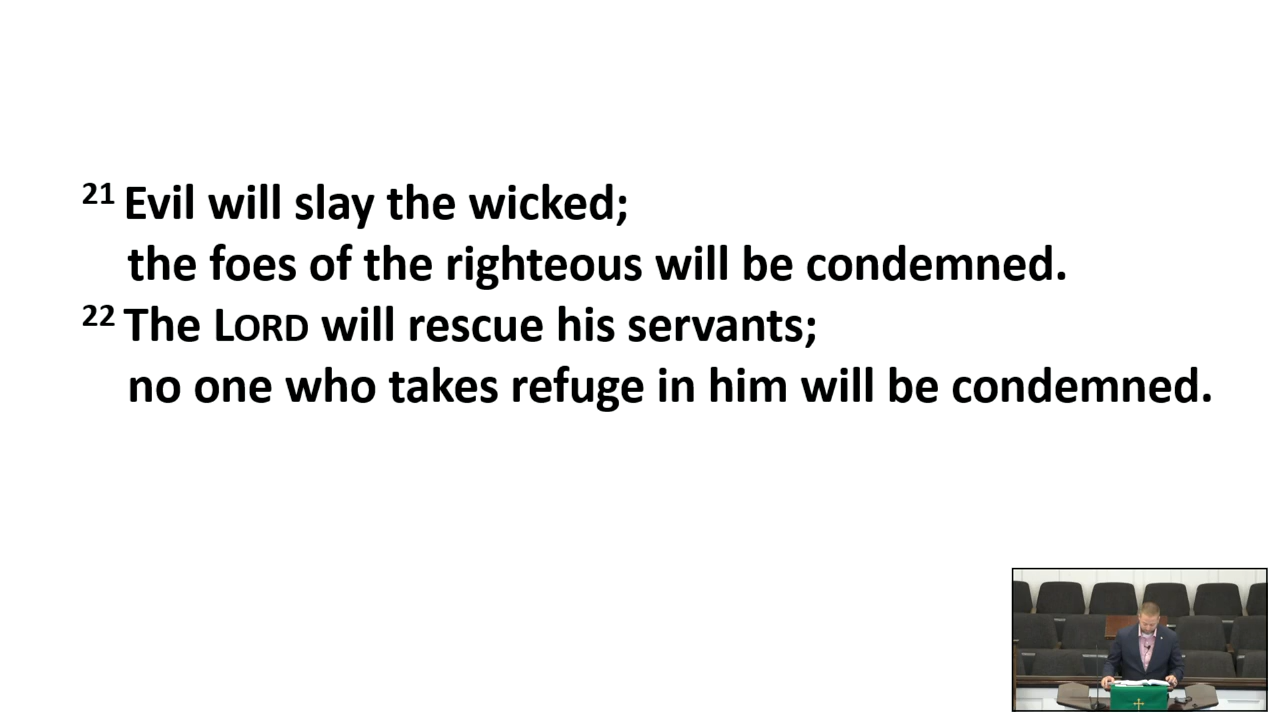 21 Evil will slay the wicked;
the foes of the righteous will be condemned.
22 The LORD will rescue his servants;
no one who takes refuge in him will be condemned.